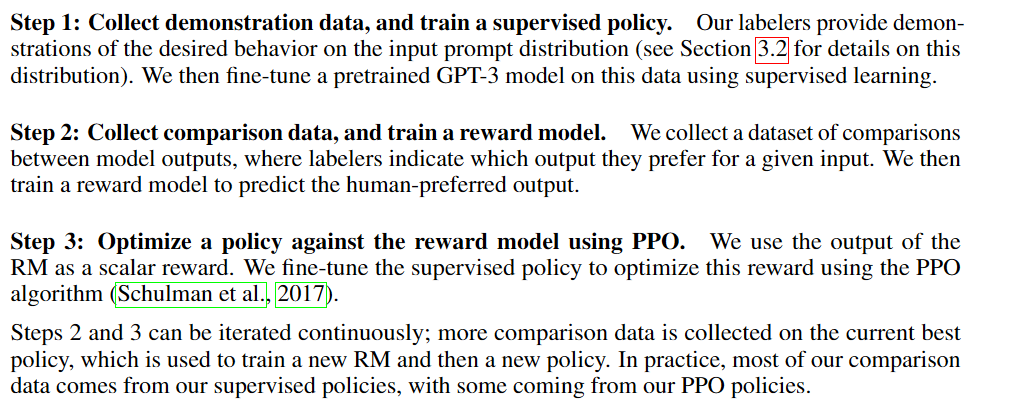 Step 1: Collect demonstration data, and train a supervised policy. Our labelers provide demon-
strations of the desired behavior on the input prompt distribution (see Section 3.2 for details on this
distribution). We then fine-tune a pretrained GPT-3 model on this data using supervised learning.
Step 2: Collect comparison data, and train a reward model. We collect a dataset of comparisons
between model outputs, where labelers indicate which output they prefer for a given input. We then
train a reward model to predict the human-preferred output.
Step 3: Optimize a policy against the reward model using PPO. We use the output of the
RM as a scalar reward. We fine-tune the supervised policy to optimize this reward using the PPO
algorithm (Schulman et al., 2017).
Steps 2 and 3 can be iterated continuously; more comparison data is collected on the current best
policy, which is used to train a new RM and then a new policy. In practice, most of our comparison
data comes from our supervised policies, with some coming from our PPO policies.